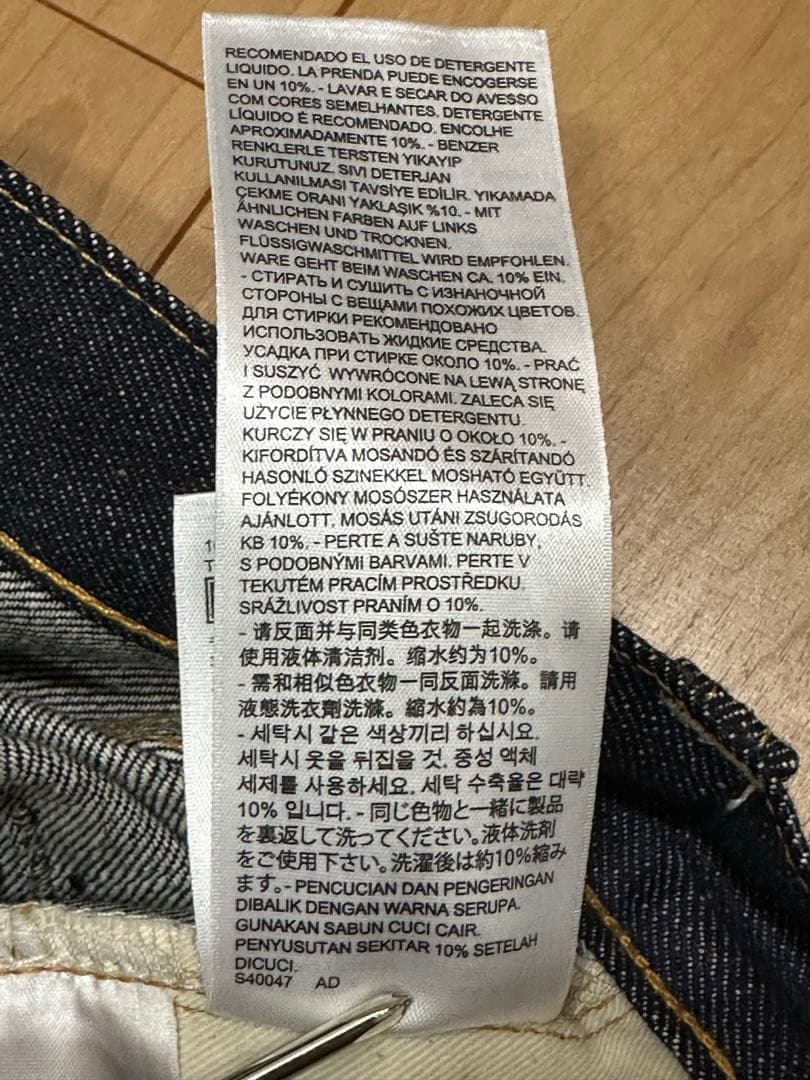 RECOMENDADO EL USO DE DETERGENTE
LIQUIDO. LA PRENDA PUEDE ENCOGERSE
EN UN 10%. - LAVAR E SECAR DO AVESSO
COM CORES SEMELHANTES. DETERGENTE
LÍQUIDO É RECOMENDADO. ENCOLHE
APROXIMADAMENTE 10%. - BENZER
RENKLERLE TERSTEN YIKAYIP
KURUTUNUZ. SIVI DETERJAN
KULLANILMASI TAVSİYE EDİLİR. YIKAMADA
ÇEKME ORANI YAKLAŞIK %10. - MIT
ÄHNLICHEN FARBEN AUF LINKS
WASCHEN UND TROCKNEN.
FLÜSSIGWASCHMITTEL WIRD EMPFOHLEN.
WARE GEHT BEIM WASCHEN CA. 10% EIN.
- СТИРАТЬ И СУШИТЬ С ИЗНАНОЧНОЙ
СТОРОНЫ С ВЕЩАМИ ПОХОЖИХ ЦВЕТОВ.
ДЛЯ СТИРКИ РЕКОМЕНДОВАНО
ИСПОЛЬЗОВАТЬ ЖИДКИЕ СРЕДСТВА.
УСАДКА ПРИ СТИРКЕ ОКОЛО 10%. - PRAĆ
I SUSZYĆ WYWRÓCONE NA LEWĄ STRONĘ
Z PODOBNYMI KOLORAMI. ZALECA SIĘ
UŻYCIE PŁYNNEGO DETERGENTU.
KURCZY SIĘ W PRANIU O OKOŁO 10%. -
KIFORDÍTVA MOSANDÓ ÉS SZÁRÍTANDÓ
HASONLÓ SZINEKKEL MOSHATÓ EGYÜTT.
FOLYÉKONY MOSÓSZER HASZNÁLATA
AJÁNLOTT. MOSÁS UTÁNI ZSUGORODÁS
KB 10%. - PERTE A SUŠTE NARUBY,
S PODOBNÝMI BARVAMI. PERTE V
TEKUTÉM PRACÍM PROSTŘEDKU.
SRÁŽLIVOST PRANÍM O 10%.
- 请反面并与同类色衣物一起洗涤。请
使用液体清洁剂。缩水约为10%。
- 需和相似色衣物一同反面洗滌。請用
液態洗衣劑洗滌。縮水約為10%。
- 세탁시 같은 색상끼리 하십시요.
세탁시 옷을 뒤집을 것. 중성 액체
세제를 사용하세요. 세탁 수축율은 대략
10% 입니다. - 同じ色物と一緒に製品
を裏返して洗ってください。液体洗剤
をご使用下さい。洗濯後は約10%縮み
ます。- PENCUCIAN DAN PENGERINGAN
DIBALIK DENGAN WARNA SERUPA.
GUNAKAN SABUN CUCI CAIR.
PENYUSUTAN SEKITAR 10% SETELAH
DICUCI.
S40047 AD